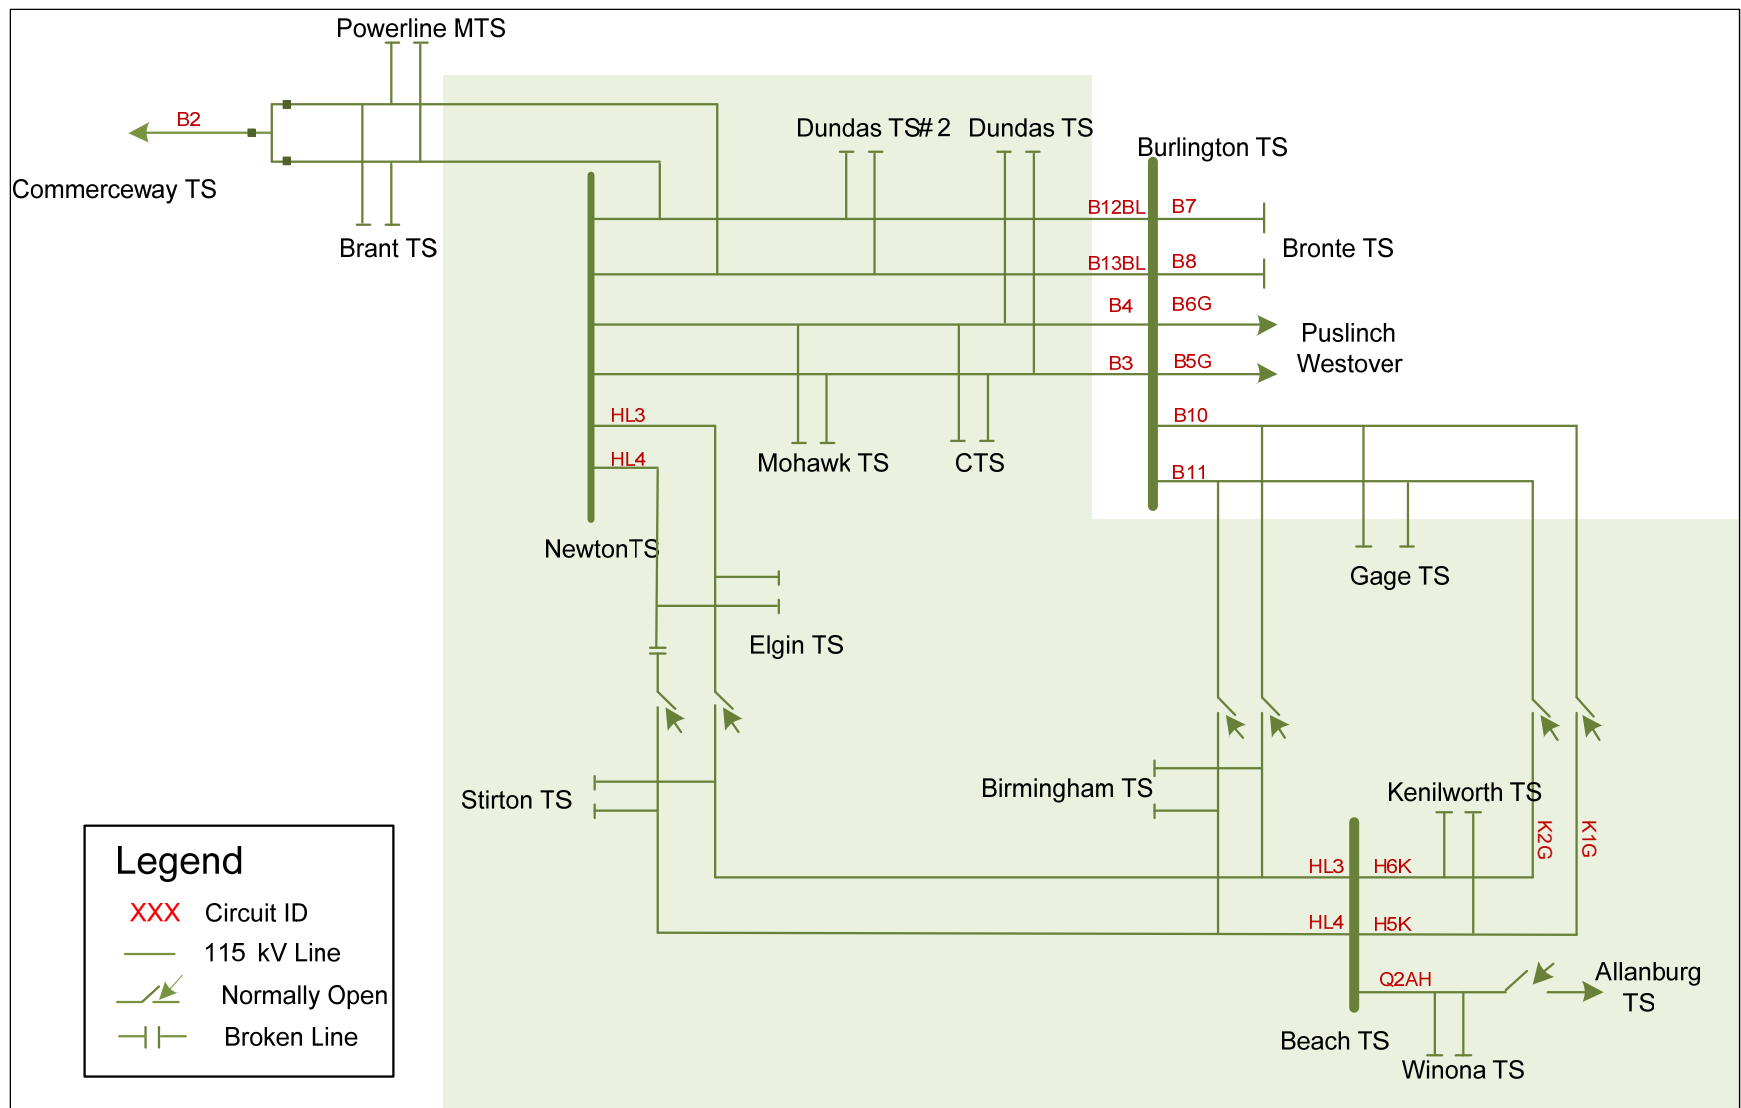 Powerline MTS
B2
Commerceway TS
Brant TS
Dundas TS#2
Dundas TS
Burlington TS
B12BL
B7
B13BL
B8
Bronte TS
B4
B6G
Puslinch
Westover
B3
B5G
HL3
B10
HL4
Mohawk TS
CTS
B11
NewtonTS
Gage TS
Elgin TS
Stirton TS
Birmingham TS
Kenilworth TS
K2G
K1G
HL3
H6K
HL4
H5K
Q2AH
Allanburg
TS
Beach TS
Winona TS
Legend
XXX Circuit ID
115 kV Line
Normally Open
Broken Line